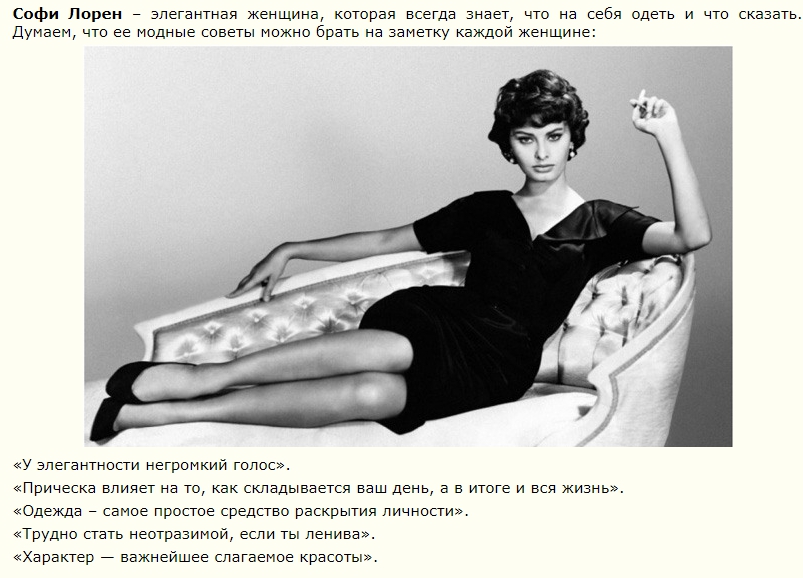 Софи Лорен – элегантная женщина, которая всегда знает, что на себя одеть и что сказать.
Думаем, что ее модные советы можно брать на заметку каждой женщине:
«У элегантности негромкий голос».
«Прическа влияет на то, как складывается ваш день, а в итоге и вся жизнь».
«Одежда – самое простое средство раскрытия личности».
«Трудно стать неотразимой, если ты ленива».
«Характер — важнейшее слагаемое красоты».